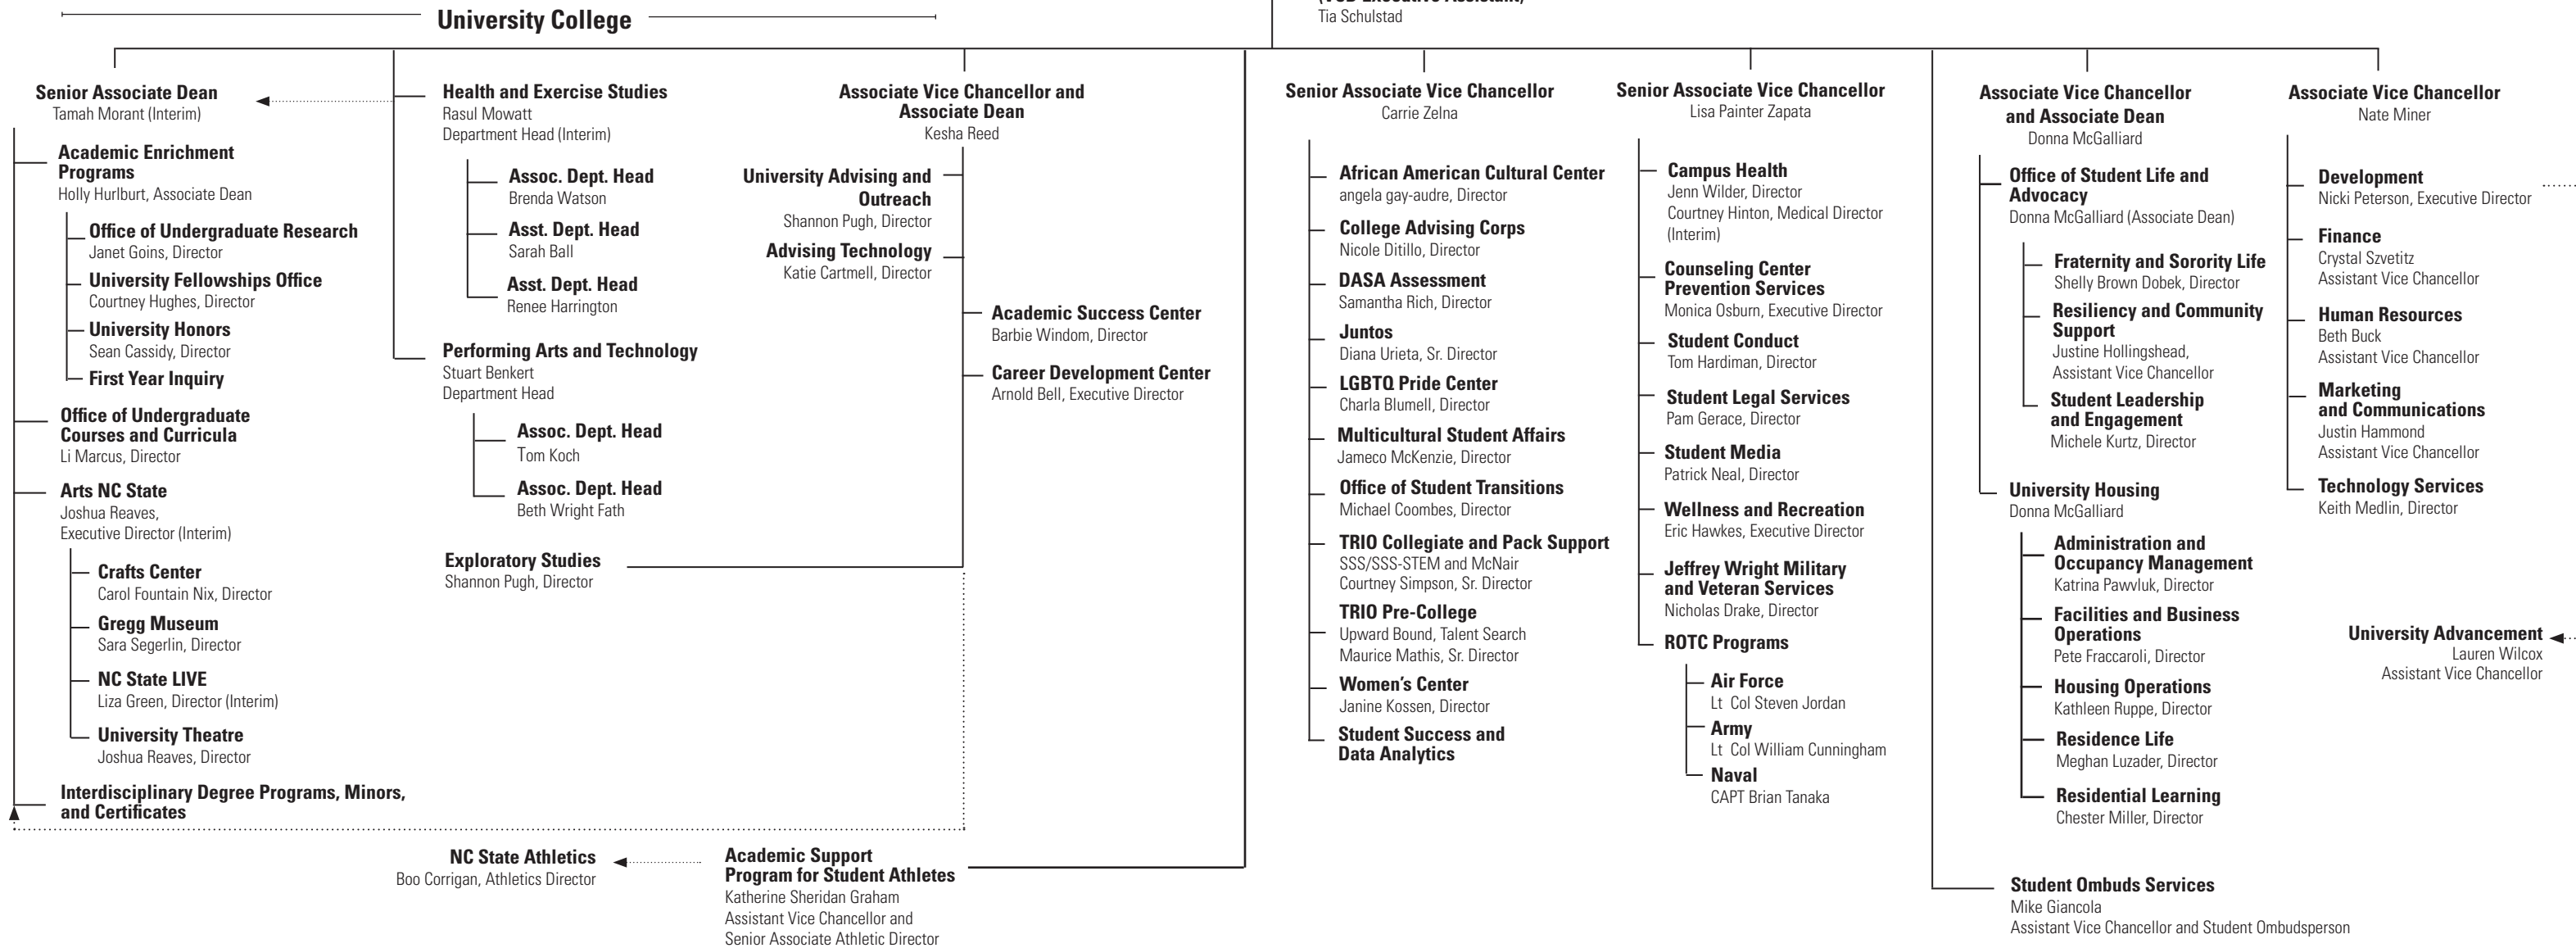 University College
Tia Schulstad
Senior Associate Dean
Tamah Morant (Interim)
Academic Enrichment
Programs
Holly Hurlburt, Associate Dean
Office of Undergraduate Research
Janet Goins, Director
University Fellowships Office
Courtney Hughes, Director
University Honors
Sean Cassidy, Director
First Year Inquiry
Office of Undergraduate
Courses and Curricula
Li Marcus, Director
Arts NC State
Joshua Reaves,
Executive Director (Interim)
Crafts Center
Carol Fountain Nix, Director
Gregg Museum
Sara Segerlin, Director
NC State LIVE
Liza Green, Director (Interim)
University Theatre
Joshua Reaves, Director
Interdisciplinary Degree Programs, Minors,
and Certificates
Health and Exercise Studies
Rasul Mowatt
Department Head (Interim)
Assoc. Dept. Head
Brenda Watson
Asst. Dept. Head
Sarah Ball
Asst. Dept. Head
Renee Harrington
Performing Arts and Technology
Stuart Benkert
Department Head
Assoc. Dept. Head
Tom Koch
Assoc. Dept. Head
Beth Wright Fath
Exploratory Studies
Shannon Pugh, Director
Associate Vice Chancellor and
Associate Dean
Kesha Reed
University Advising and
Outreach
Shannon Pugh, Director
Advising Technology
Katie Cartmell, Director
Academic Success Center
Barbie Windom, Director
Career Development Center
Arnold Bell, Executive Director
NC State Athletics
Boo Corrigan, Athletics Director
Academic Support
Program for Student Athletes
Katherine Sheridan Graham
Assistant Vice Chancellor and
Senior Associate Athletic Director
Senior Associate Vice Chancellor
Carrie Zelna
African American Cultural Center
angela gay-audre, Director
College Advising Corps
Nicole Ditillo, Director
DASA Assessment
Samantha Rich, Director
Juntos
Diana Urieta, Sr. Director
LGBTQ Pride Center
Charla Blumell, Director
Multicultural Student Affairs
Jameco McKenzie, Director
Office of Student Transitions
Michael Coombes, Director
TRIO Collegiate and Pack Support
SSS/SSS-STEM and McNair
Courtney Simpson, Sr. Director
TRIO Pre-College
Upward Bound, Talent Search
Maurice Mathis, Sr. Director
Women's Center
Janine Kossen, Director
Student Success and
Data Analytics
Senior Associate Vice Chancellor
Lisa Painter Zapata
Campus Health
Jenn Wilder, Director
Courtney Hinton, Medical Director
(Interim)
Counseling Center
Prevention Services
Monica Osburn, Executive Director
Student Conduct
Tom Hardiman, Director
Student Legal Services
Pam Gerace, Director
Student Media
Patrick Neal, Director
Wellness and Recreation
Eric Hawkes, Executive Director
Jeffrey Wright Military
and Veteran Services
Nicholas Drake, Director
ROTC Programs
Air Force
Lt Col Steven Jordan
Army
Lt Col William Cunningham
Naval
CAPT Brian Tanaka
Associate Vice Chancellor
and Associate Dean
Donna McGalliard
Office of Student Life and
Advocacy
Donna McGalliard (Associate Dean)
Fraternity and Sorority Life
Shelly Brown Dobek, Director
Resiliency and Community
Support
Justine Hollingshead,
Assistant Vice Chancellor
Student Leadership
and Engagement
Michele Kurtz, Director
University Housing
Donna McGalliard
Administration and
Occupancy Management
Katrina Pawvluk, Director
Facilities and Business
Operations
Pete Fraccaroli, Director
Housing Operations
Kathleen Ruppe, Director
Residence Life
Meghan Luzader, Director
Residential Learning
Chester Miller, Director
Student Ombuds Services
Mike Giancola
Assistant Vice Chancellor and Student Ombudsperson
Associate Vice Chancellor
Nate Miner
Development
Nicki Peterson, Executive Director
Finance
Crystal Szvetitz
Assistant Vice Chancellor
Human Resources
Beth Buck
Assistant Vice Chancellor
Marketing
and Communications
Justin Hammond
Assistant Vice Chancellor
Technology Services
Keith Medlin, Director
University Advancement
Lauren Wilcox
Assistant Vice Chancellor